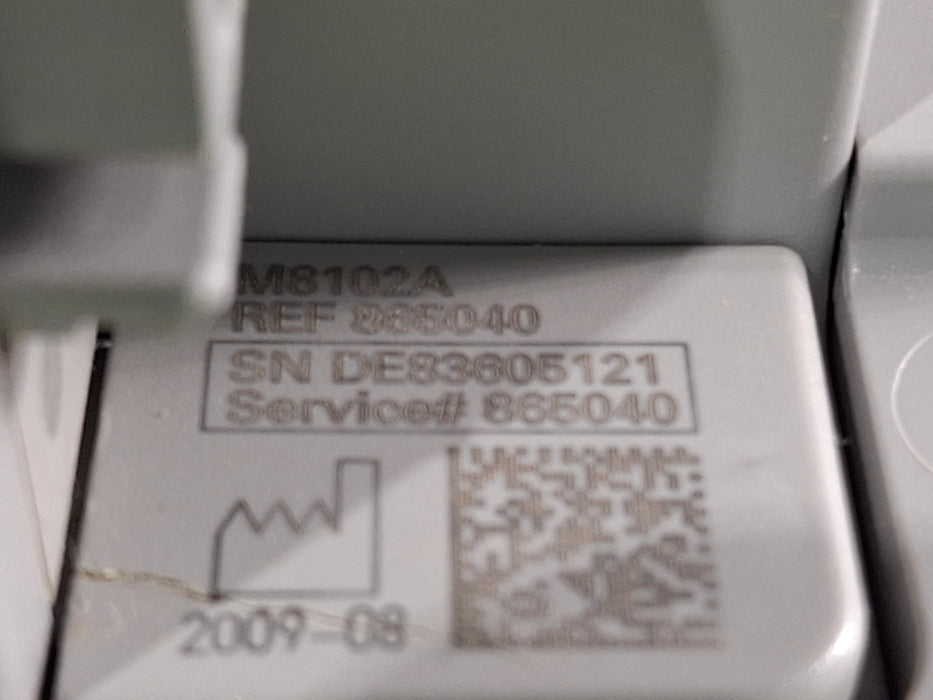 M8102A
REF 865040
SN DE83605121
Service# 865040
2009-08